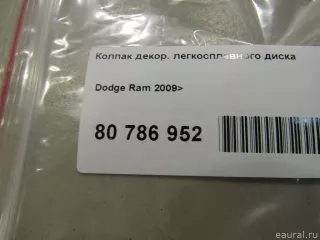 Колпак декор. легкосплавного диска
Dodge Ram 2009>
80 786 952
eaural.ru